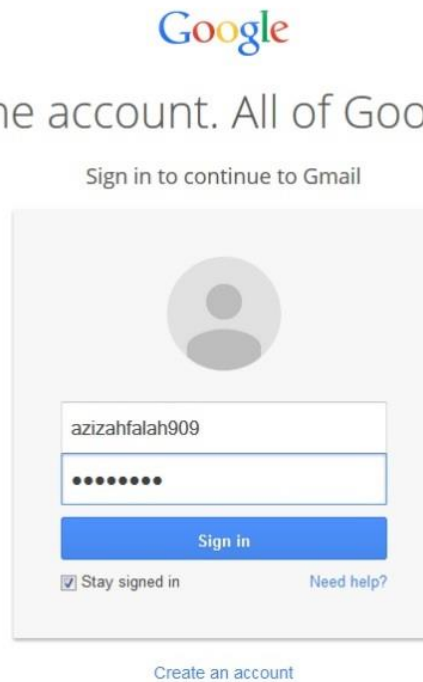 Google
ne account. All of Goo
Sign in to continue to Gmail
azizahfalah909
••••••••
Sign in
Stay signed in
Need help?
Create an account